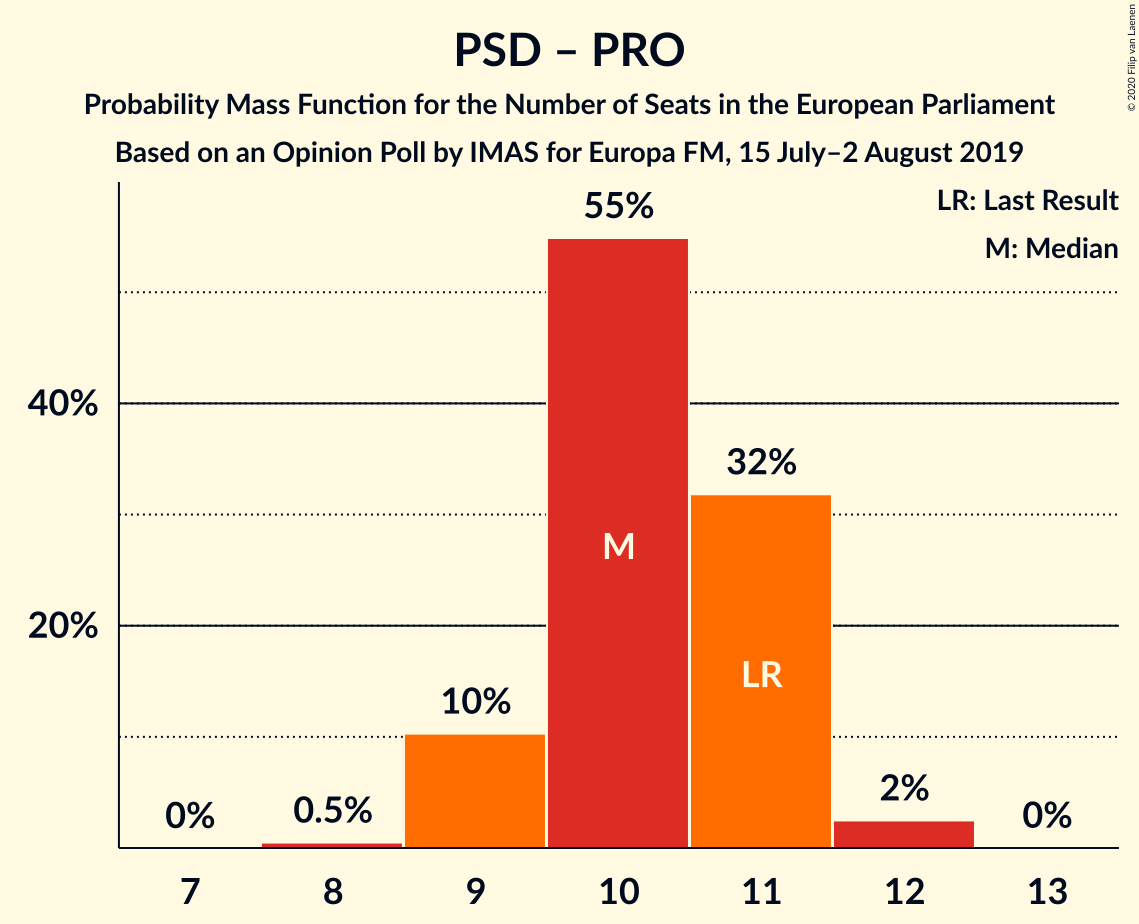 PSD – PRO
Probability Mass Function for the Number of Seats in the European Parliament
Based on an Opinion Poll by IMAS for Europa FM, 15 July–2 August 2019
© 2020 Filip van Laenen
LR: Last Result
M: Median
55%
40%
32%
M
20%
LR
10%
0%
0.5%
2%
0%
7
8
9
10
11
12
13